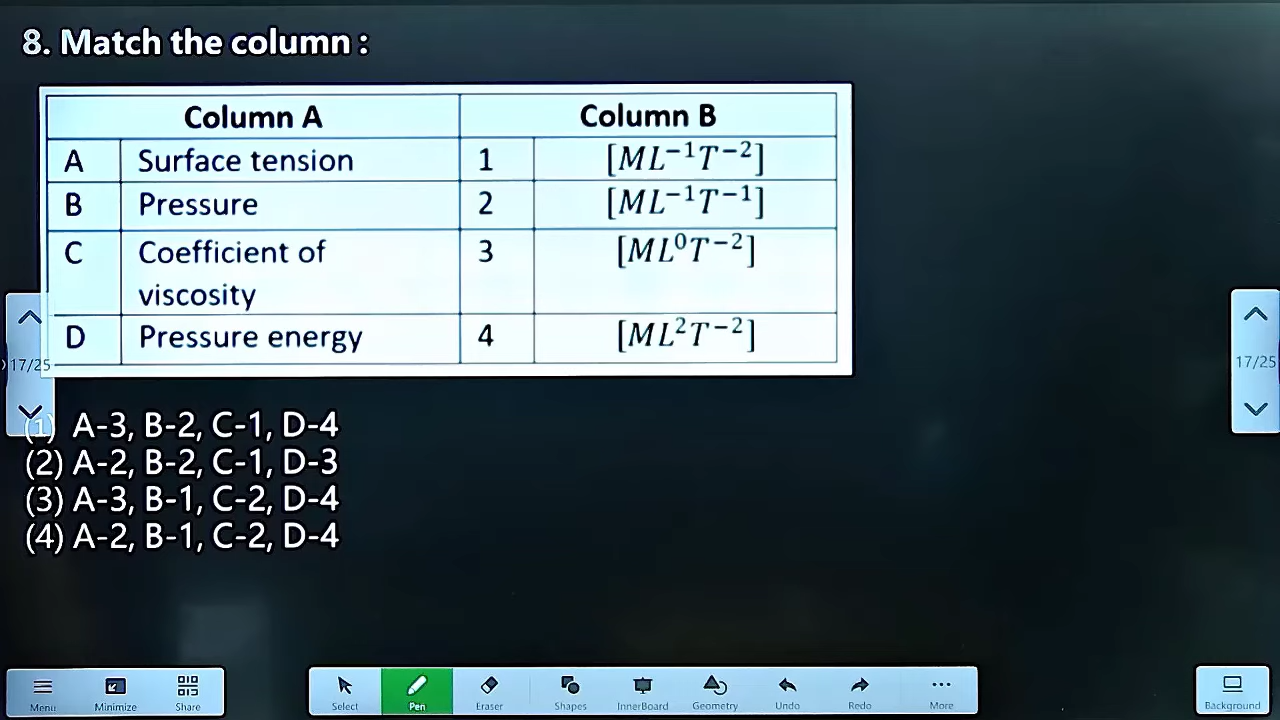 8. Match the column :
Column A Column B
A Surface tension 1 [ML⁻¹T⁻²]
B Pressure 2 [ML⁻¹T⁻¹]
C Coefficient of viscosity 3 [ML⁰T⁻²]
D Pressure energy 4 [ML²T⁻²]
17/25
17/25
(1) A-3, B-2, C-1, D-4
(2) A-2, B-2, C-1, D-3
(3) A-3, B-1, C-2, D-4
(4) A-2, B-1, C-2, D-4
Menu Minimize Share Select Pen Eraser Shapes InnerBoard Geometry Undo Redo More Background